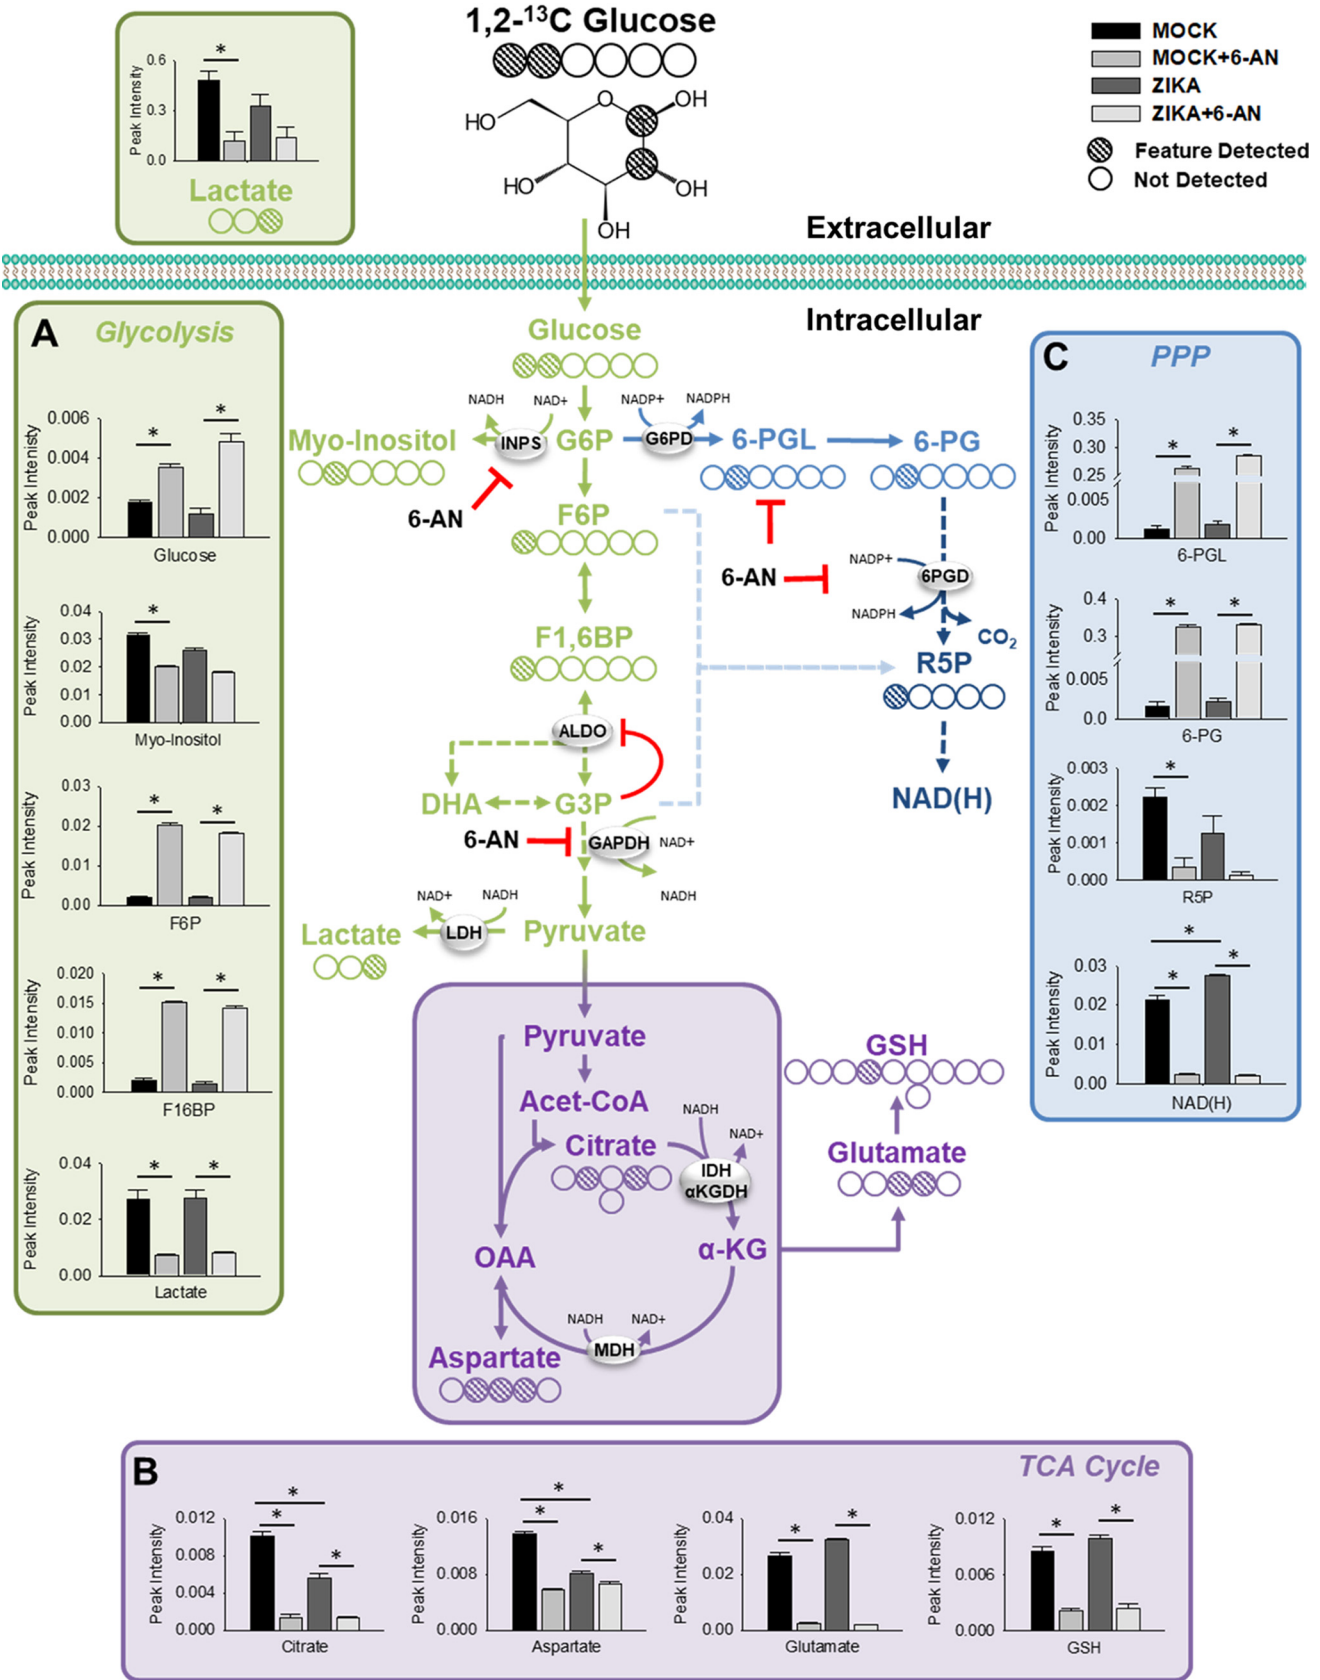 1,2-¹³C Glucose
MOCK
MOCK+6-AN
ZIKA
ZIKA+6-AN
Feature Detected
Not Detected
Peak Intensity
0.6
0.3
0.0
*
Lactate
HO
O
OH
HO
OH
OH
Extracellular
Intracellular
A
Glycolysis
Peak Intenisty
0.006
0.004
0.002
0.000
*
*
Glucose
Peak Intensity
0.04
0.03
0.02
0.01
0.00
*
Myo-Inositol
Peak Intensity
0.03
0.02
0.01
0.00
*
*
F6P
Peak Intensity
0.020
0.015
0.010
0.005
0.000
*
*
F16BP
Peak Intensity
0.04
0.02
0.00
*
*
Lactate
Glucose
NADH
NAD+
NADP+
NADPH
Myo-Inositol
INPS
G6P
G6PD
6-PGL
6-PG
6-AN
F6P
6-AN
NADP+
6PGD
NADPH
CO₂
F1,6BP
R5P
ALDO
DHA
G3P
NAD(H)
6-AN
GAPDH
NAD+
NADH
NAD+
NADH
Lactate
LDH
Pyruvate
C
PPP
Peak Intensity
0.35
0.30
0.25
0.005
0.00
*
*
6-PGL
Peak Intensity
0.4
0.3
0.005
0.0
*
*
6-PG
Peak Intensity
0.003
0.002
0.001
0.000
*
R5P
Peak Intensity
0.03
0.02
0.01
0.00
*
*
*
NAD(H)
Pyruvate
Acet-CoA
Citrate
NADH
NAD+
IDH
αKGDH
OAA
α-KG
NADH
NAD+
MDH
Aspartate
GSH
Glutamate
B
TCA Cycle
Peak Intensity
0.012
0.008
0.004
0.000
*
*
*
Citrate
Peak Intensity
0.016
0.008
0.000
*
*
*
Aspartate
Peak Intensity
0.04
0.02
0.00
*
*
Glutamate
Peak Intensity
0.012
0.006
0.000
*
*
GSH